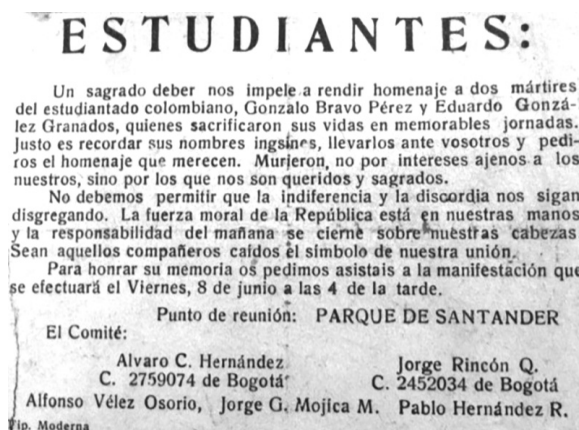 ESTUDIANTES:
Un sagrado deber nos impele a rendir homenaje a dos mártires
del estudiantado colombiano, Gonzalo Bravo Pérez y Eduardo Gonzá-
lez Granados, quienes sacrificaron sus vidas en memorables jornadas.
Justo es recordar sus nombres ingsines, llevarlos ante vosotros y pedi-
ros el homenaje que merecen. Murieron, no por intereses ajenos a los
nuestros, sino por los que nos son queridos y sagrados.
No debemos permitir que la indiferencia y la discordia nos sigan
disgregando. La fuerza moral de la República está en nuestras manos
y la responsabilidad del mañana se cierne sobre nuestras cabezas
Sean aquellos compañeros caídos el símbolo de nuestra unión.
Para honrar su memoria os pedimos asistais a la manifestación que
se efectuará el Viernes, 8 de junio a las 4 de la tarde.
Punto de reunión: PARQUE DE SANTANDER
El Comité:
Alvaro C. Hernández Jorge Rincón Q.
C. 2759074 de Bogotá C. 2452034 de Bogotá
Alfonso Vélez Osorio, Jorge G. Mojica M. Pablo Hernández R.
Tip. Moderna